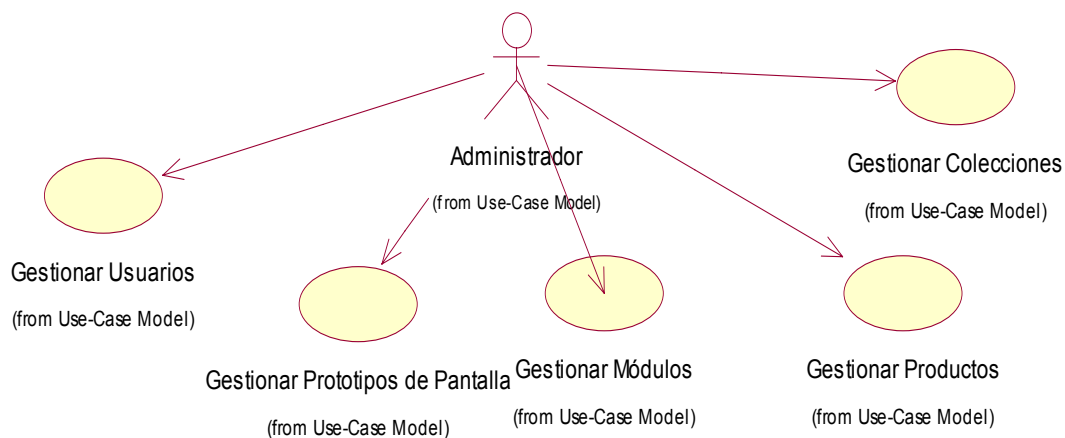 Administrador
(from Use-Case Model)
Gestionar Colecciones
(from Use-Case Model)
Gestionar Usuarios
(from Use-Case Model)
Gestionar Prototipos de Pantalla
(from Use-Case Model)
Gestionar Módulos
(from Use-Case Model)
Gestionar Productos
(from Use-Case Model)